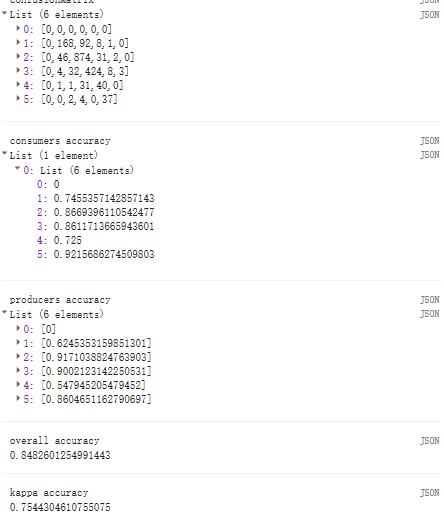 confusionMatrix JSON
List (6 elements) JSON
0: [0,0,0,0,0,0]
1: [0,168,92,8,1,0]
2: [0,46,874,31,2,0]
3: [0,4,32,424,8,3]
4: [0,1,1,31,40,0]
5: [0,0,2,4,0,37]
consumers accuracy JSON
List (1 element) JSON
0: List (6 elements)
0: 0
1: 0.7455357142857143
2: 0.8669396110542477
3: 0.8611713665943601
4: 0.725
5: 0.9215686274509803
producers accuracy JSON
List (6 elements) JSON
0: [0]
1: [0.6245353159851301]
2: [0.9171038824763903]
3: [0.9002123142250531]
4: [0.547945205479452]
5: [0.8604651162790697]
overall accuracy JSON
0.8482601254991443
kappa accuracy JSON
0.7544304610755075